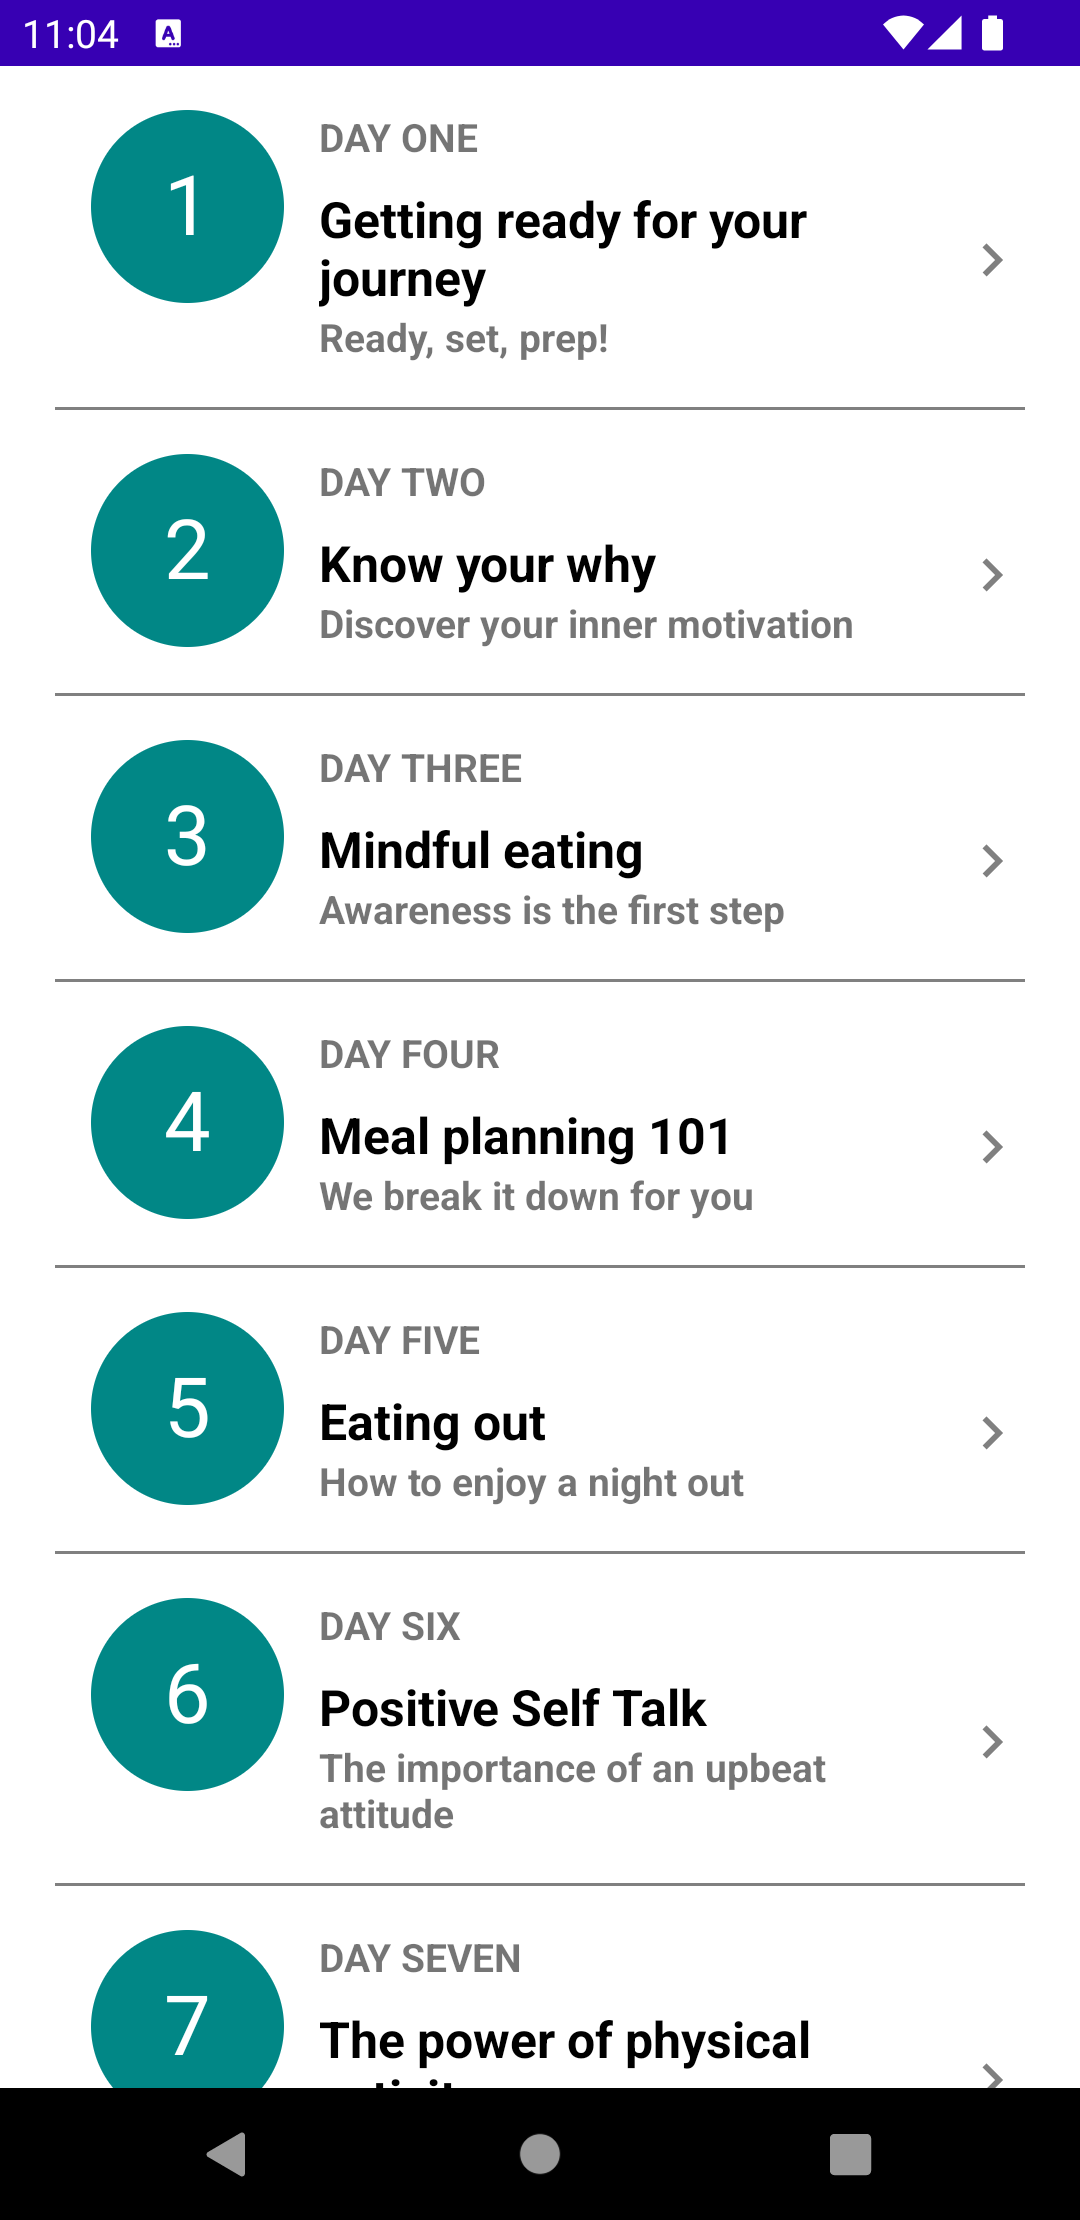 11:04
1
DAY ONE
Getting ready for your
journey
Ready, set, prep!
2
DAY TWO
Know your why
Discover your inner motivation
3
DAY THREE
Mindful eating
Awareness is the first step
4
DAY FOUR
Meal planning 101
We break it down for you
5
DAY FIVE
Eating out
How to enjoy a night out
6
DAY SIX
Positive Self Talk
The importance of an upbeat
attitude
7
DAY SEVEN
The power of physical